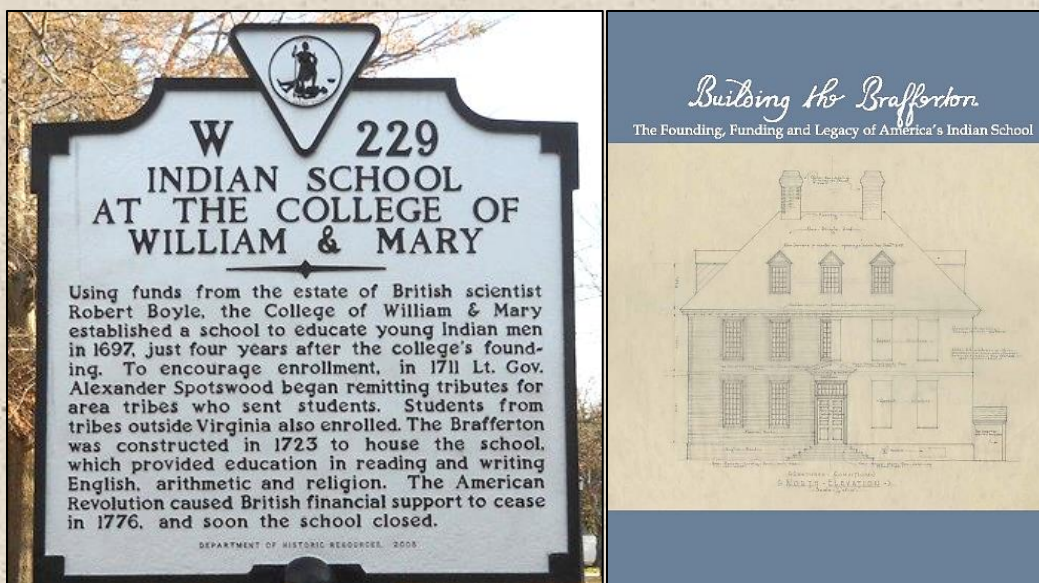 W 229
INDIAN SCHOOL
AT THE COLLEGE OF
WILLIAM & MARY
Using funds from the estate of British scientist
Robert Boyle, the College of William & Mary
established a school to educate young Indian men
in 1697, just four years after the college's found-
ing. To encourage enrollment, in 1711 Lt. Gov.
Alexander Spotswood began remitting tributes for
area tribes who sent students. Students from
tribes outside Virginia also enrolled. The Brafferton
was constructed in 1723 to house the school,
which provided education in reading and writing
English, arithmetic and religion. The American
Revolution caused British financial support to cease
in 1776, and soon the school closed.
DEPARTMENT OF HISTORIC RESOURCES, 2005
Building the Brafferton
The Founding, Funding and Legacy of America's Indian School
NORTH - ELEVATION